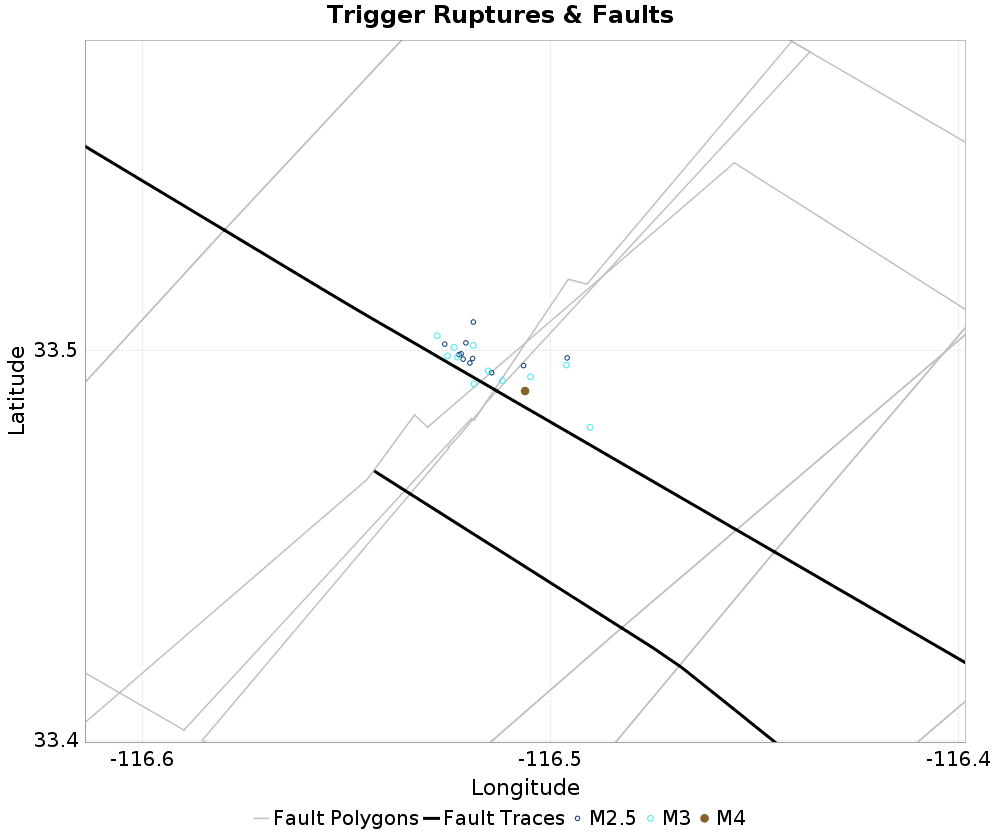 Trigger Ruptures & Faults
Latitude
33.5
33.4
-116.6
-116.5
-116.4
Longitude
Fault Polygons
Fault Traces
M2.5
M3
M4